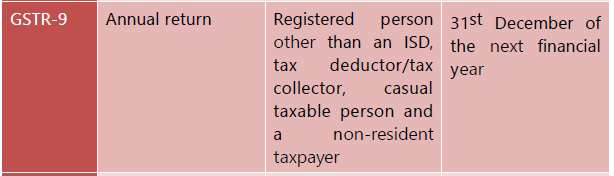 GSTR-9
Annual return
Registered person
other than an ISD,
tax deductor/tax
collector, casual
taxable person and
a non-resident
taxpayer
31st December of
the next financial
year